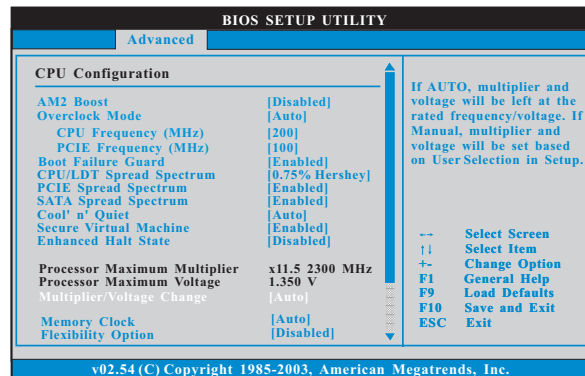 BIOS SETUP UTILITY
Advanced
CPU Configuration
AM2 Boost [Disabled]
Overclock Mode [Auto]
CPU Frequency (MHz) [200]
PCIE Frequency (MHz) [100]
Boot Failure Guard [Enabled]
CPU/LDT Spread Spectrum [0.75% Hershey]
PCIE Spread Spectrum [Enabled]
SATA Spread Spectrum [Enabled]
Cool' n' Quiet [Auto]
Secure Virtual Machine [Enabled]
Enhanced Halt State [Disabled]
Processor Maximum Multiplier x11.5 2300 MHz
Processor Maximum Voltage 1.350 V
Multiplier/Voltage Change [Auto]
Memory Clock [Auto]
Flexibility Option [Disabled]
If AUTO, multiplier and
voltage will be left at the
rated frequency/voltage. If
Manual, multiplier and
voltage will be set based
on User Selection in Setup.
←→ Select Screen
↑↓ Select Item
+- Change Option
F1 General Help
F9 Load Defaults
F10 Save and Exit
ESC Exit
v02.54 (C) Copyright 1985-2003, American Megatrends, Inc.